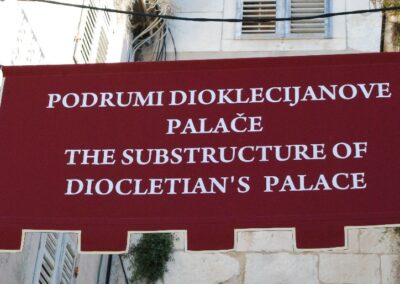 PODRUMI DIOKLECIJANOVE
PALAČE
THE SUBSTRUCTURE OF
DIOCLETIAN'S PALACE